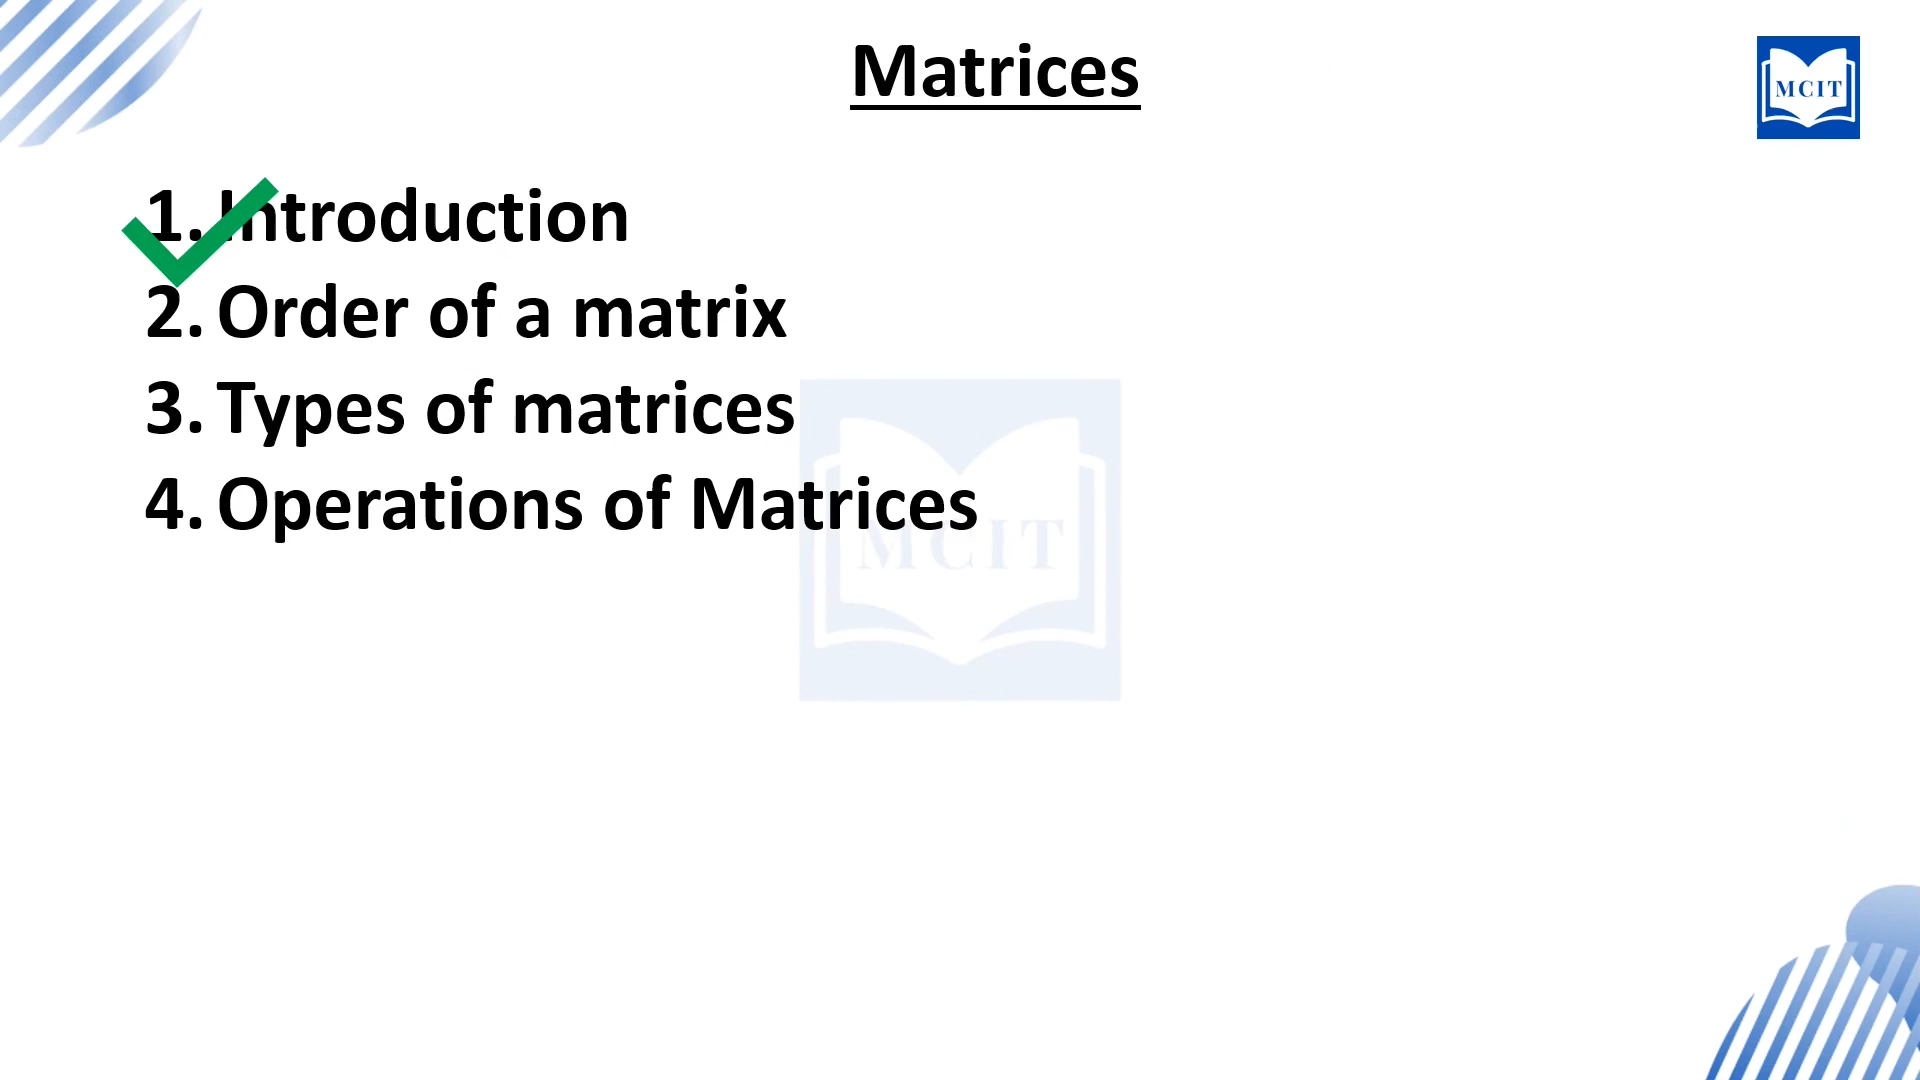 Matrices
MCIT
1. Introduction
2. Order of a matrix
3. Types of matrices
4. Operations of Matrices
MCIT